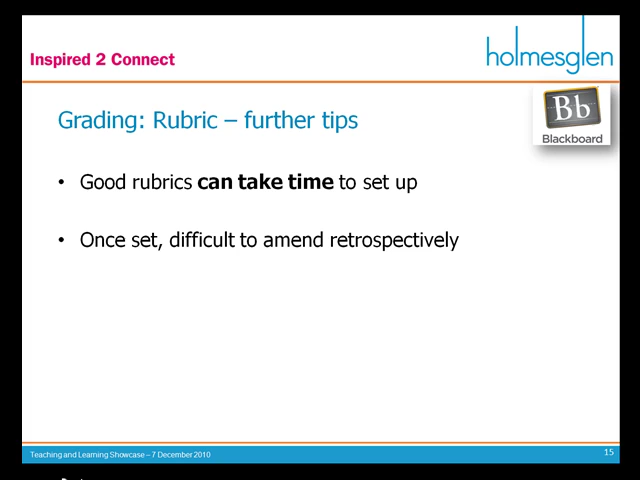 Inspired 2 Connect
holmesglen
Bb
Blackboard
Grading: Rubric – further tips
• Good rubrics can take time to set up
• Once set, difficult to amend retrospectively
Teaching and Learning Showcase – 7 December 2010
15